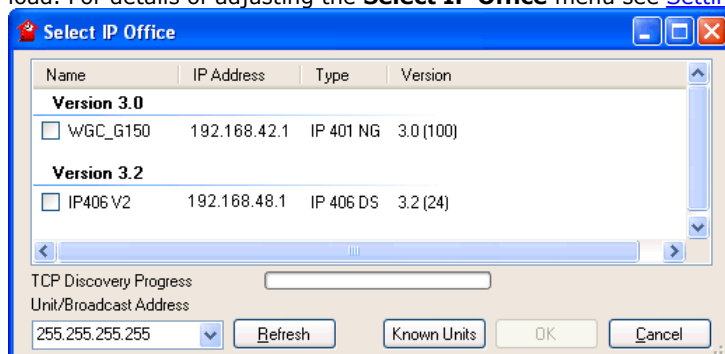 load. For details of adjusting the Select IP Office menu see Settin
Select IP Office
Name IP Address Type Version
Version 3.0
WGC_G150 192.168.42.1 IP 401 NG 3.0 (100)
Version 3.2
IP406 V2 192.168.48.1 IP 406 DS 3.2 (24)
TCP Discovery Progress
Unit/Broadcast Address
255.255.255.255 Refresh Known Units OK Cancel